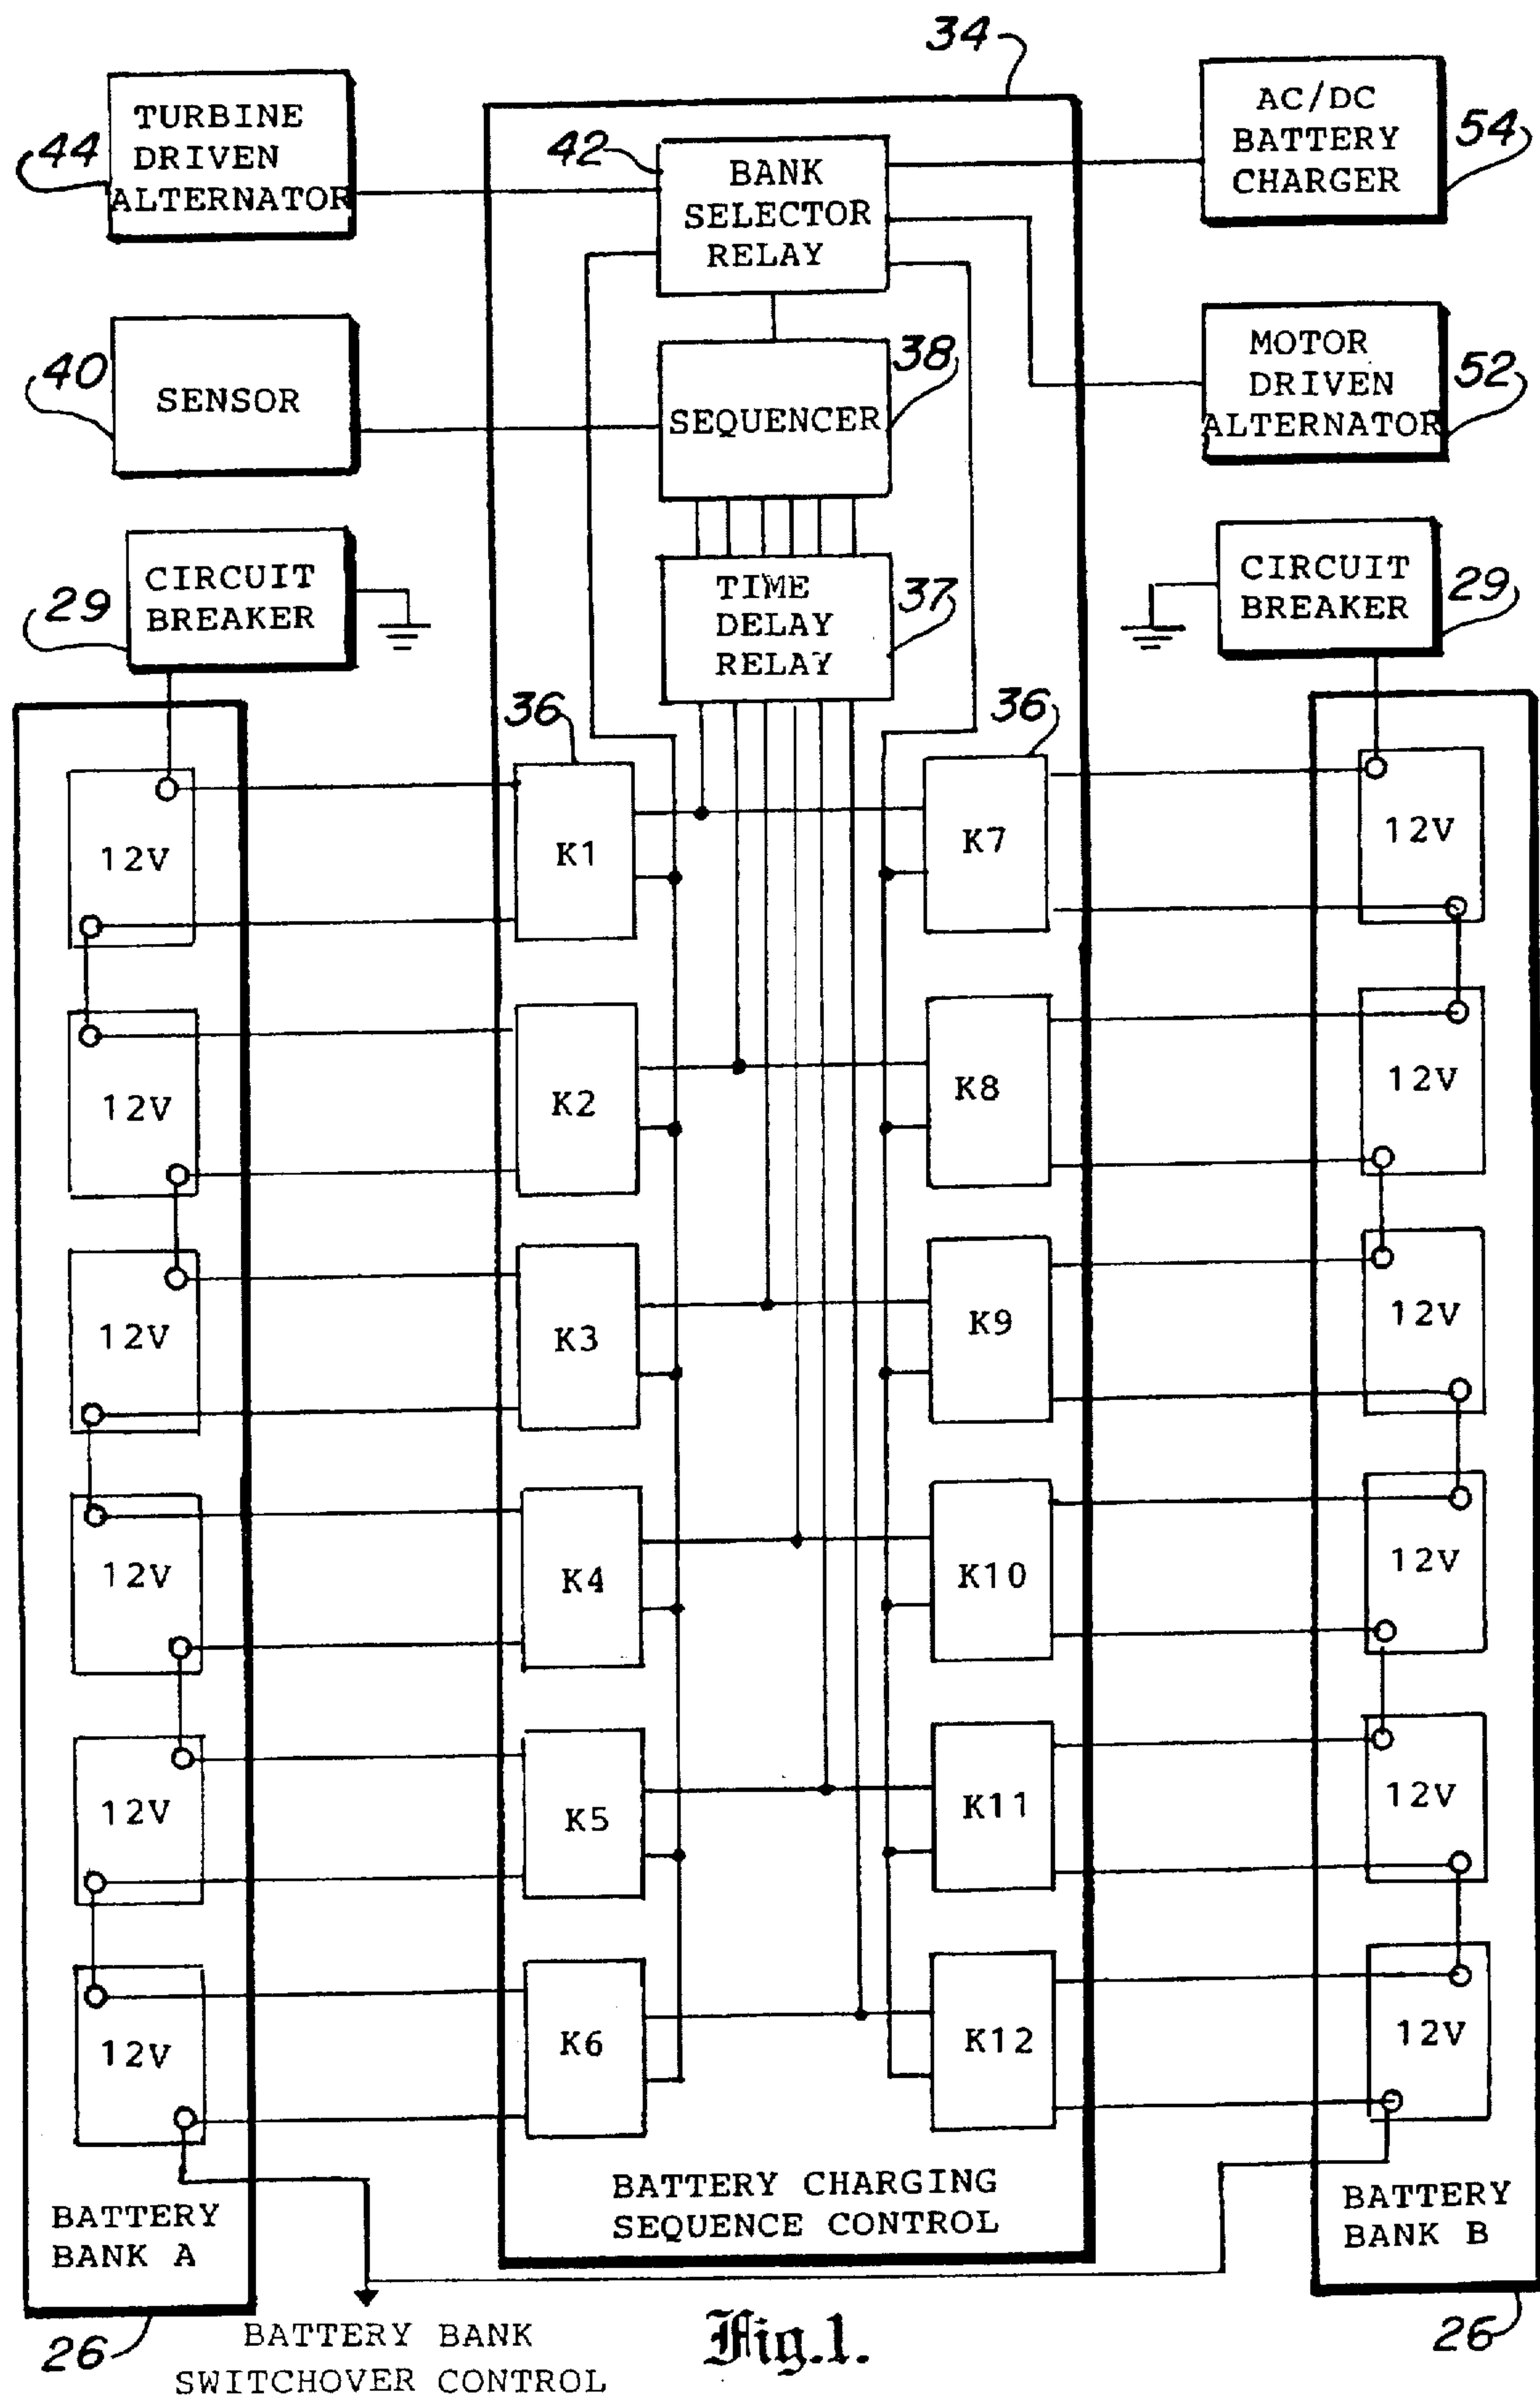 34
TURBINE
DRIVEN
ALTERNATOR
44
42
BANK
SELECTOR
RELAY
AC/DC
BATTERY
CHARGER
54
SENSOR
40
SEQUENCER
38
MOTOR
DRIVEN
ALTERNATOR
52
CIRCUIT
BREAKER
29
TIME
DELAY
RELAY
37
CIRCUIT
BREAKER
29
36
36
12V
K1
K7
12V
12V
K2
K8
12V
12V
K3
K9
12V
12V
K4
K10
12V
12V
K5
K11
12V
12V
K6
K12
12V
BATTERY
BANK A
BATTERY CHARGING
SEQUENCE CONTROL
BATTERY
BANK B
26
BATTERY BANK
SWITCHOVER CONTROL
Fig.1.
26